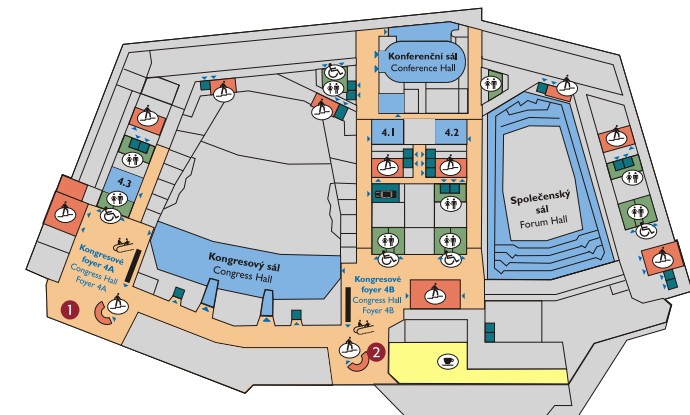 Konferenční sál
Conference Hall
4.1
4.2
4.3
Společenský
sál
Forum Hall
Kongresové
foyer 4A
Congress Hall
Foyer 4A
Kongresový sál
Congress Hall
Kongresové
foyer 4B
Congress Hall
Foyer 4B
1
2